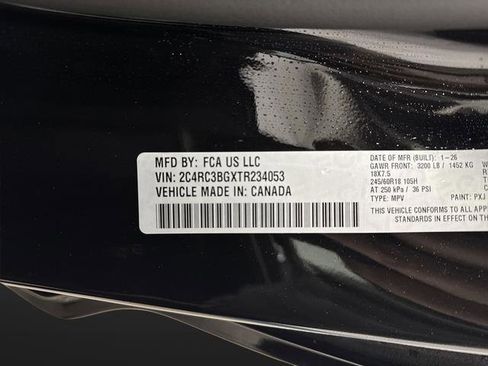 MFD BY: FCA US LLC
VIN: 2C4RC3BGXTR234053
VEHICLE MADE IN: CANADA
DATE OF MFR (BUILT): 1-26
GAWR FRONT: 3200 LB / 1452 KG
18X7.5
245/60R18 105H
AT 250 kPa / 36 PSI
TYPE: MPV PAINT: PXJ
THIS VEHICLE CONFORMS TO ALL APP
STANDARDS IN EFFECT ON